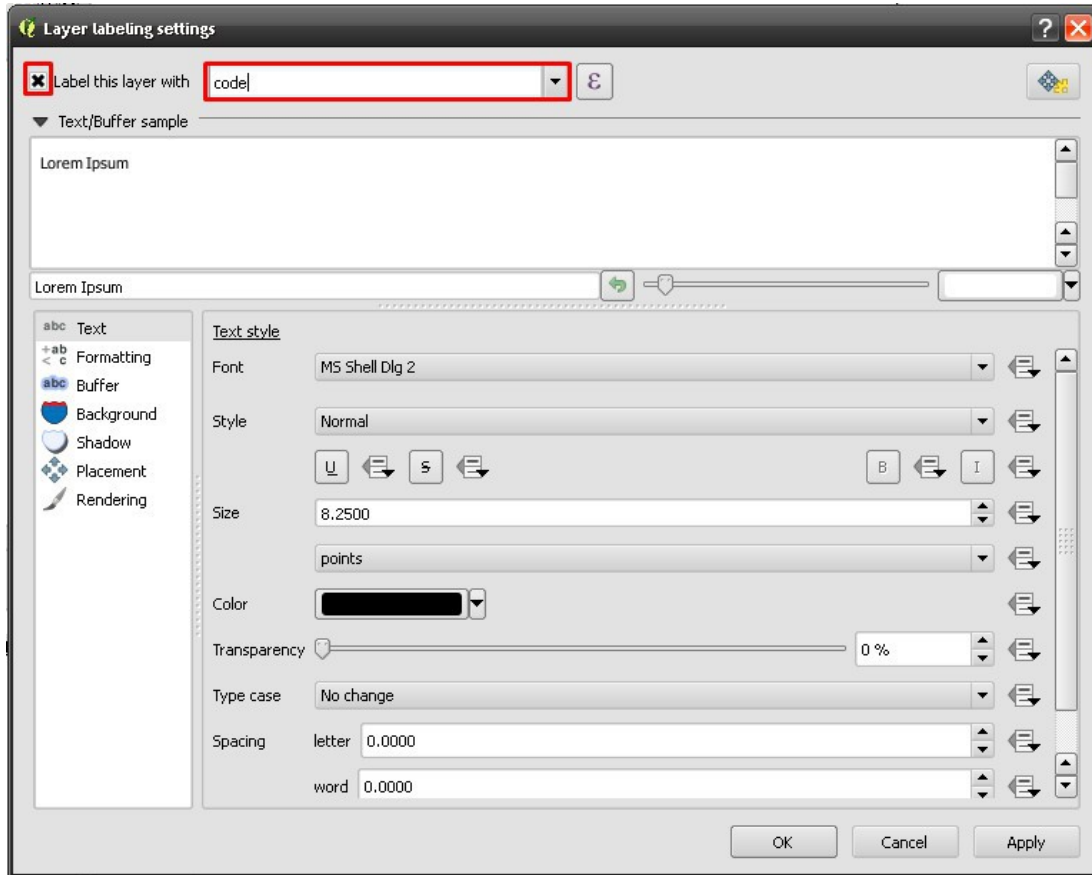 Layer labeling settings
?
Label this layer with code ε
Text/Buffer sample
Lorem Ipsum
Lorem Ipsum
abc Text
+ab < c Formatting
abc Buffer
Background
Shadow
Placement
Rendering
Text style
Font MS Shell Dlg 2
Style Normal
U S B I
Size 8.2500
points
Color
Transparency 0 %
Type case No change
Spacing letter 0.0000
word 0.0000
OK Cancel Apply